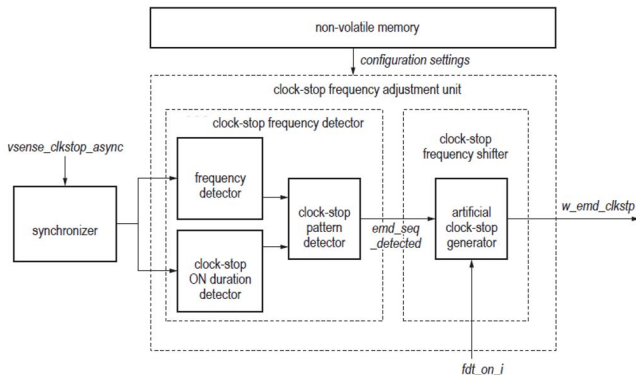 non-volatile memory
configuration settings
clock-stop frequency adjustment unit
clock-stop frequency detector
clock-stop
frequency shifter
vsense_clkstop_async
synchronizer
frequency
detector
clock-stop
ON duration
detector
clock-stop
pattern
detector
emd_seq
_detected
artificial
clock-stop
generator
w_emd_clkstp
fdt_on_i